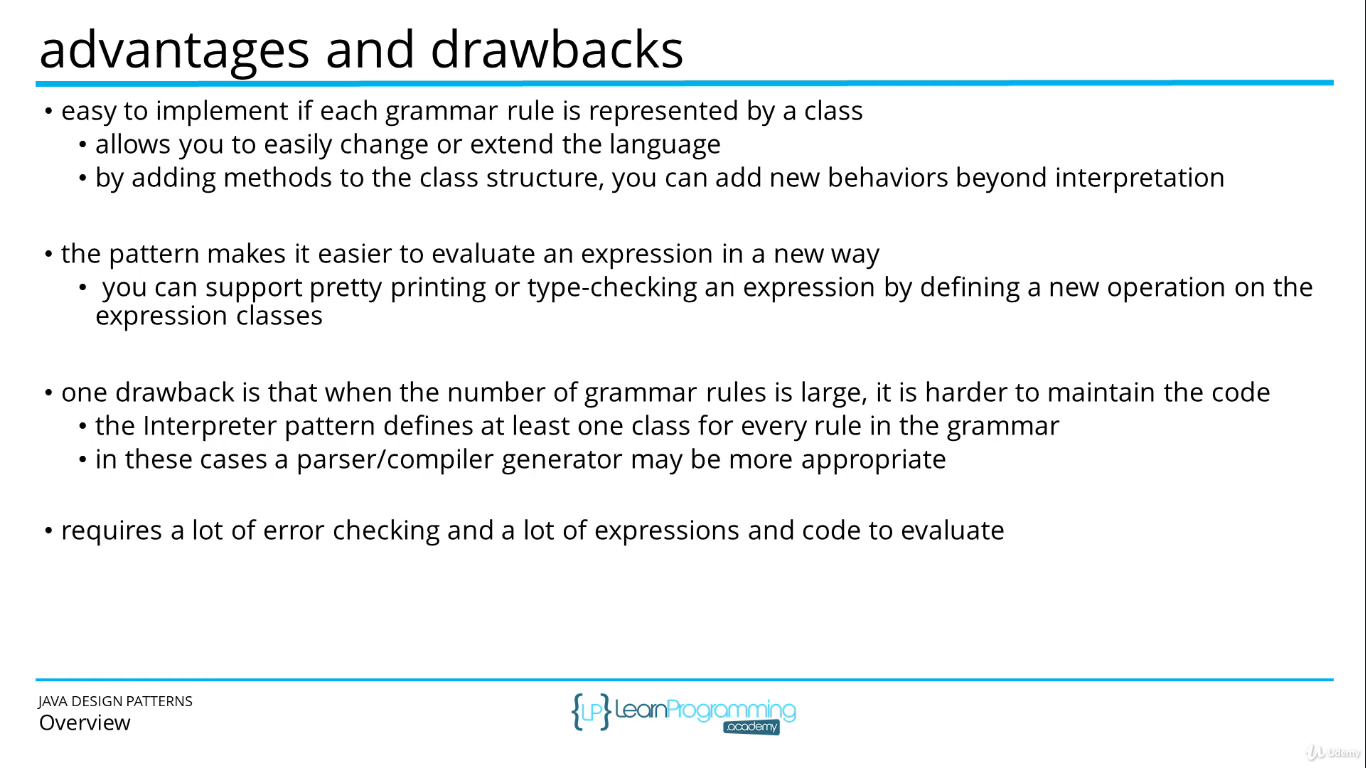 advantages and drawbacks
• easy to implement if each grammar rule is represented by a class
• allows you to easily change or extend the language
• by adding methods to the class structure, you can add new behaviors beyond interpretation
• the pattern makes it easier to evaluate an expression in a new way
• you can support pretty printing or type-checking an expression by defining a new operation on the
expression classes
• one drawback is that when the number of grammar rules is large, it is harder to maintain the code
• the Interpreter pattern defines at least one class for every rule in the grammar
• in these cases a parser/compiler generator may be more appropriate
• requires a lot of error checking and a lot of expressions and code to evaluate
JAVA DESIGN PATTERNS
Overview
{LP} LearnProgramming
.academy
Udemy